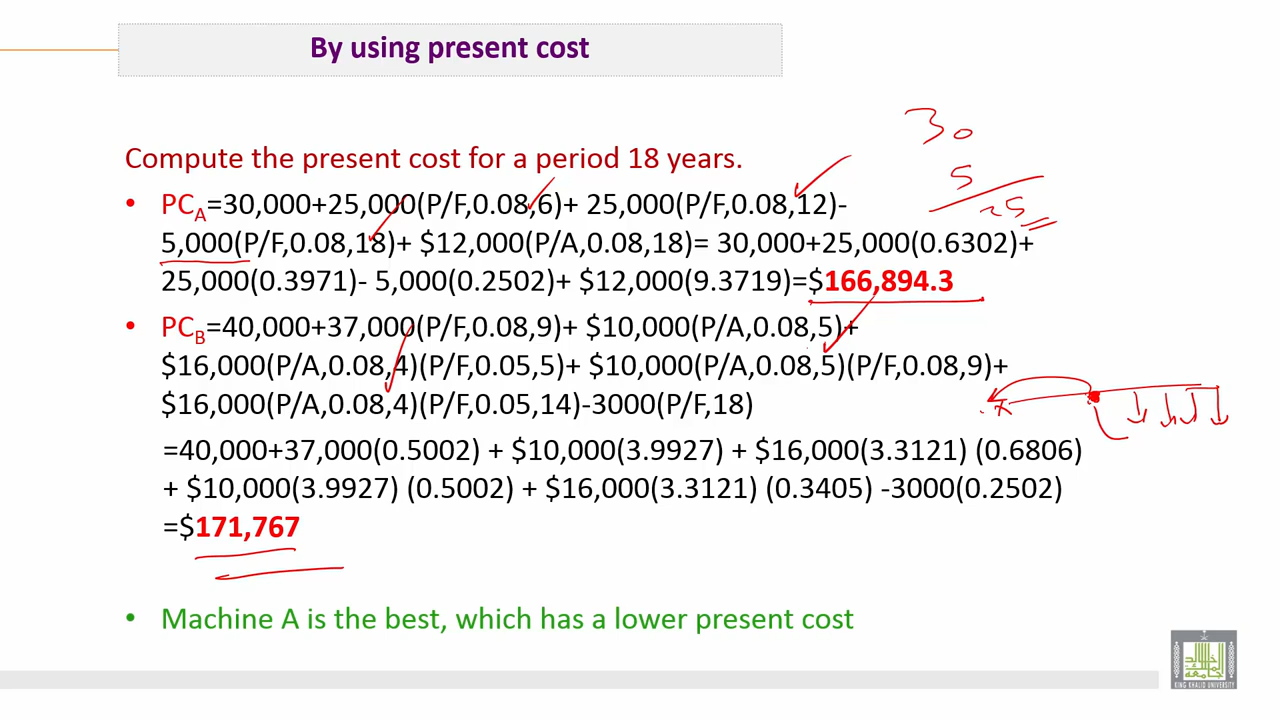 By using present cost
30
5
25
Compute the present cost for a period 18 years.
• PCA=30,000+25,000(P/F,0.08,6)+ 25,000(P/F,0.08,12)-
5,000(P/F,0.08,18)+ $12,000(P/A,0.08,18)= 30,000+25,000(0.6302)+
25,000(0.3971)- 5,000(0.2502)+ $12,000(9.3719)=$166,894.3
• PCB=40,000+37,000(P/F,0.08,9)+ $10,000(P/A,0.08,5)+
$16,000(P/A,0.08,4)(P/F,0.05,5)+ $10,000(P/A,0.08,5)(P/F,0.08,9)+
$16,000(P/A,0.08,4)(P/F,0.05,14)-3000(P/F,18)
=40,000+37,000(0.5002) + $10,000(3.9927) + $16,000(3.3121) (0.6806)
+ $10,000(3.9927) (0.5002) + $16,000(3.3121) (0.3405) -3000(0.2502)
=$171,767
• Machine A is the best, which has a lower present cost
KING KHALID UNIVERSITY